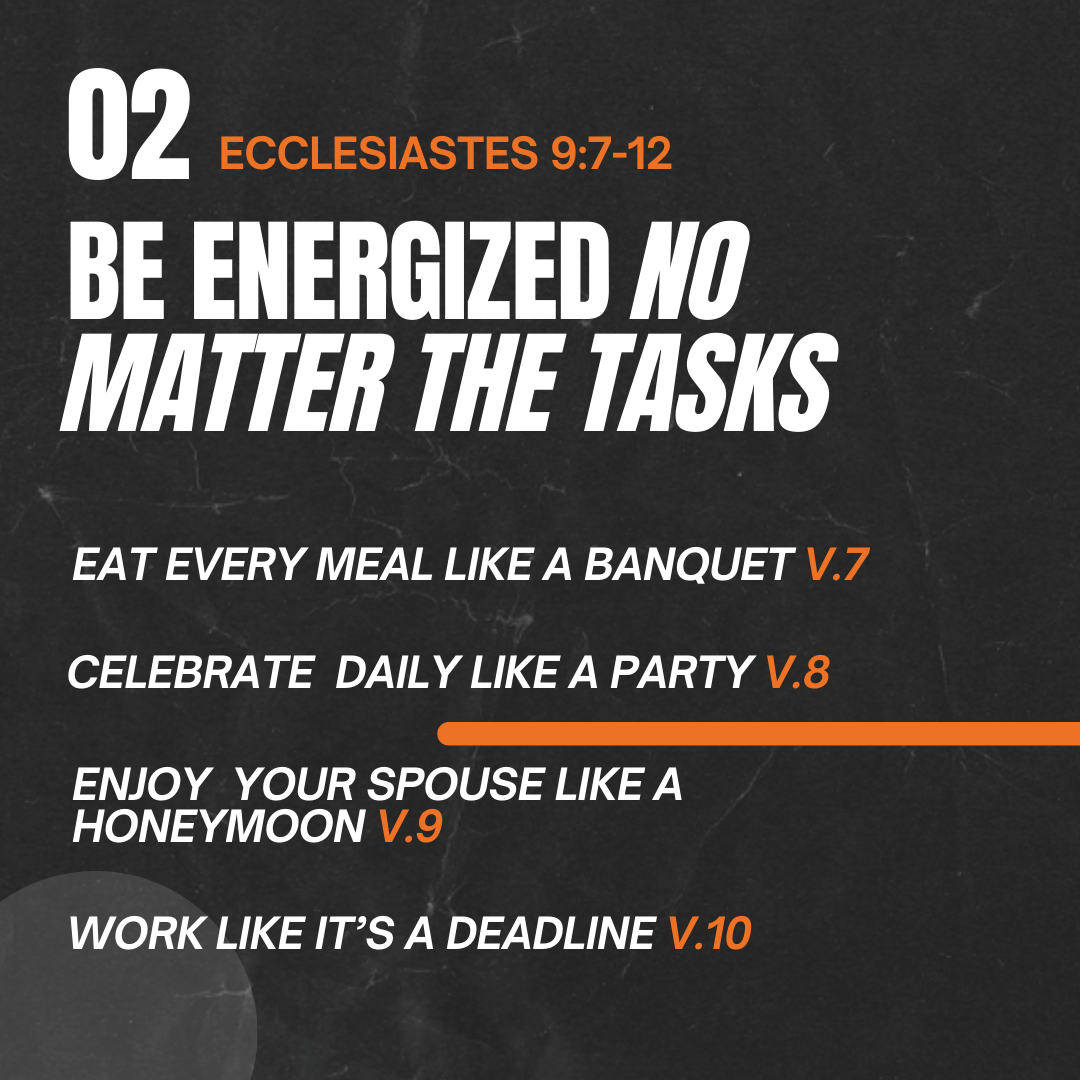 02 ECCLESIASTES 9:7-12
BE ENERGIZED NO
MATTER THE TASKS
EAT EVERY MEAL LIKE A BANQUET V.7
CELEBRATE  DAILY LIKE A PARTY V.8
ENJOY  YOUR SPOUSE LIKE A
HONEYMOON V.9
WORK LIKE IT’S A DEADLINE V.10